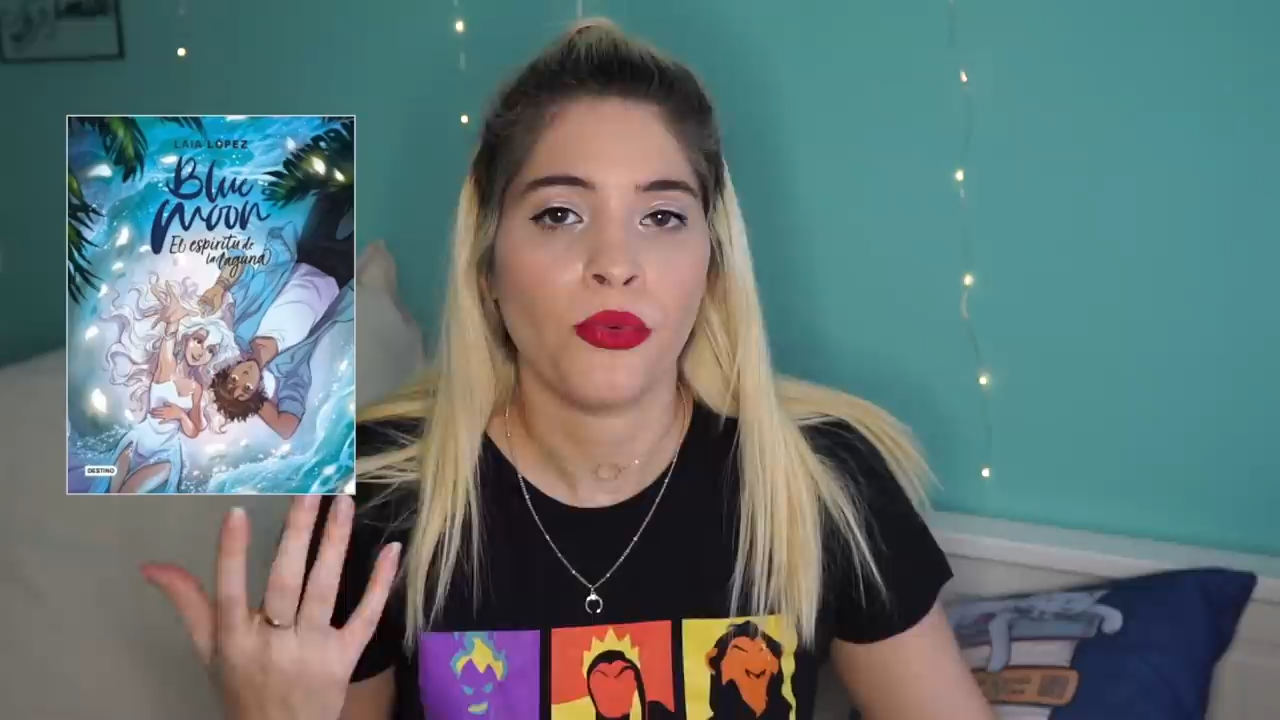 LAIA LÓPEZ
Blue
Moon
El espíritu de
la laguna
DESTINO